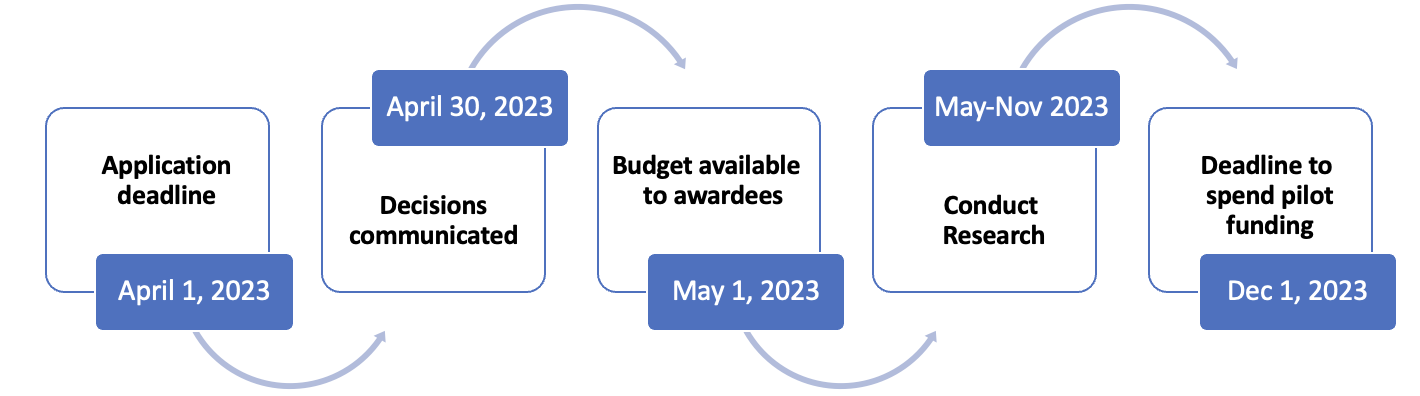 Application
deadline
April 1, 2023
April 30, 2023
Decisions
communicated
Budget available
to awardees
May 1, 2023
May-Nov 2023
Conduct
Research
Deadline to
spend pilot
funding
Dec 1, 2023